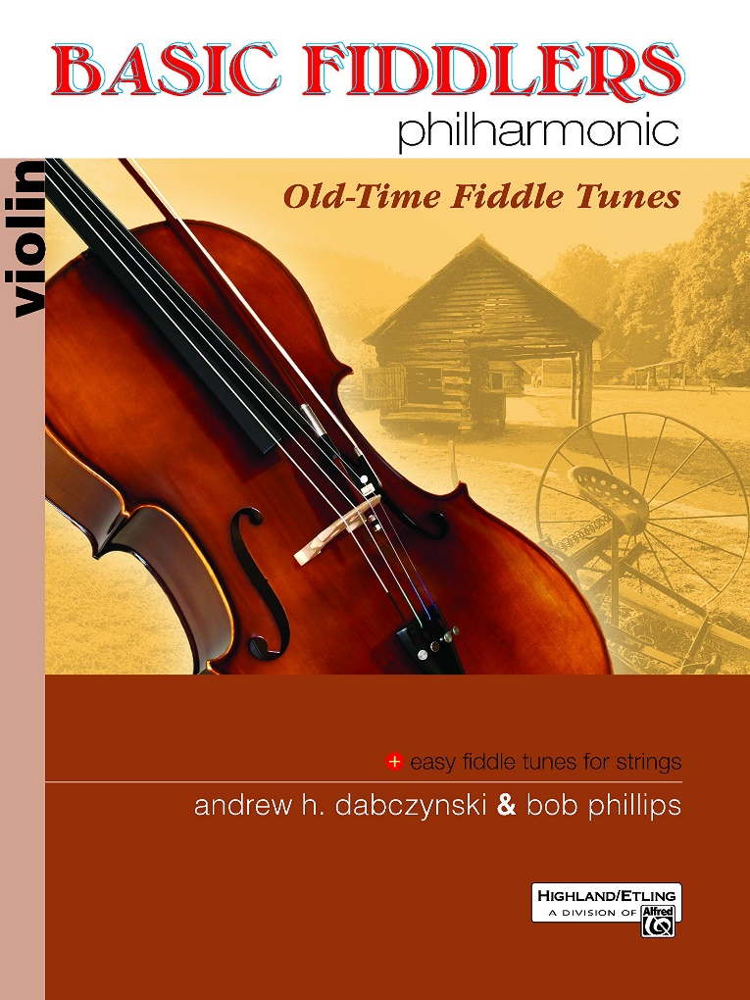 BASIC FIDDLERS
philharmonic
violin
Old-Time Fiddle Tunes
+ easy fiddle tunes for strings
andrew h. dabczynski & bob phillips
HIGHLAND/ETLING
A DIVISION OF Alfred